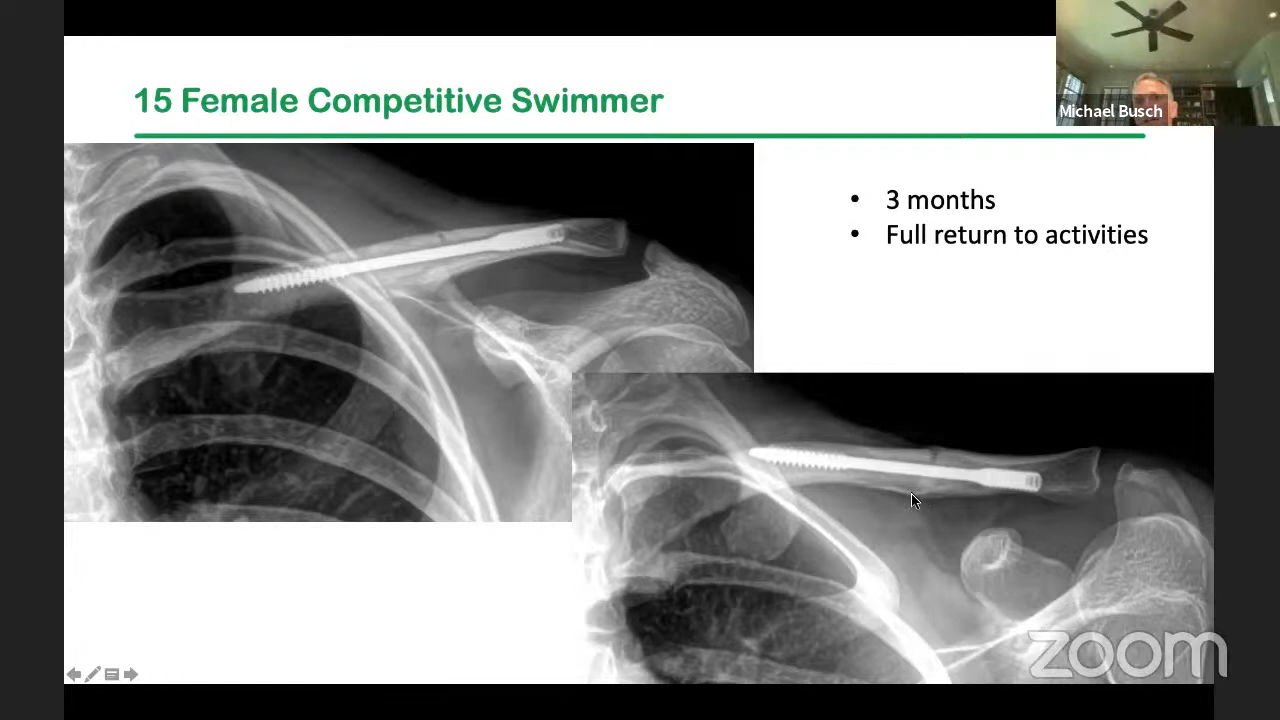 15 Female Competitive Swimmer
Michael Busch
• 3 months
• Full return to activities
zoom